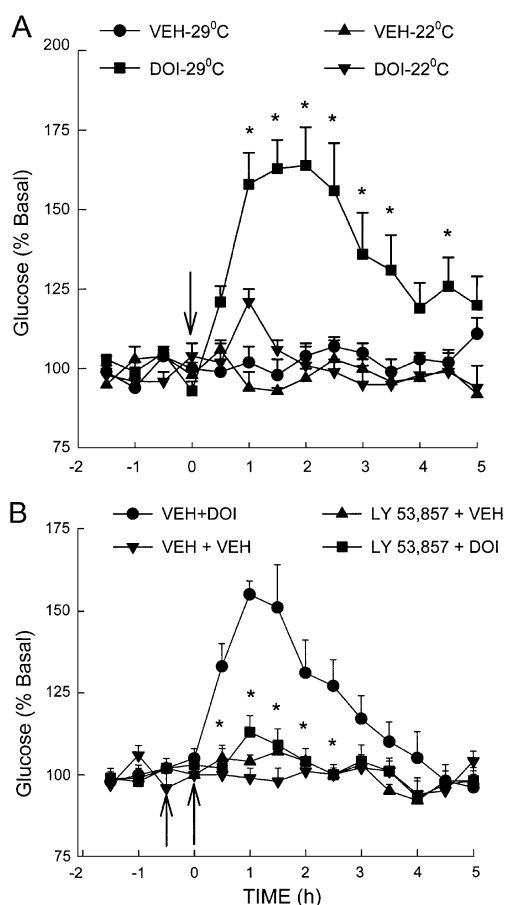 A
VEH-29⁰C
VEH-22⁰C
DOI-29⁰C
DOI-22⁰C
200
175
150
125
100
75
Glucose (% Basal)
* * * * * * *
-2 -1 0 1 2 3 4 5
B
VEH+DOI
LY 53,857 + VEH
VEH + VEH
LY 53,857 + DOI
175
150
125
100
75
Glucose (% Basal)
* * * * *
-2 -1 0 1 2 3 4 5
TIME (h)